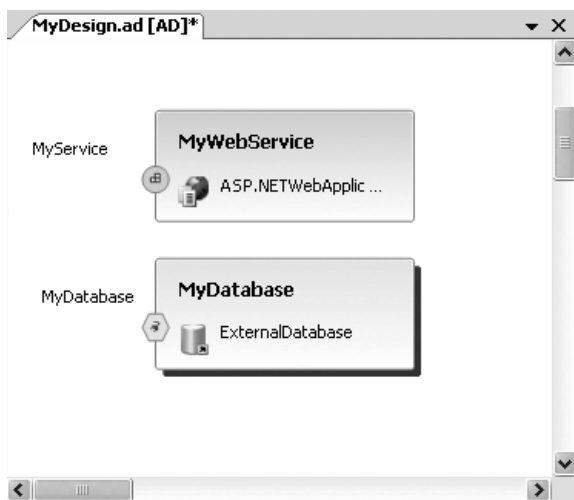 MyDesign.ad [AD]*
MyWebService
MyService
ASP.NETWebApplic ...
MyDatabase
MyDatabase
ExternalDatabase